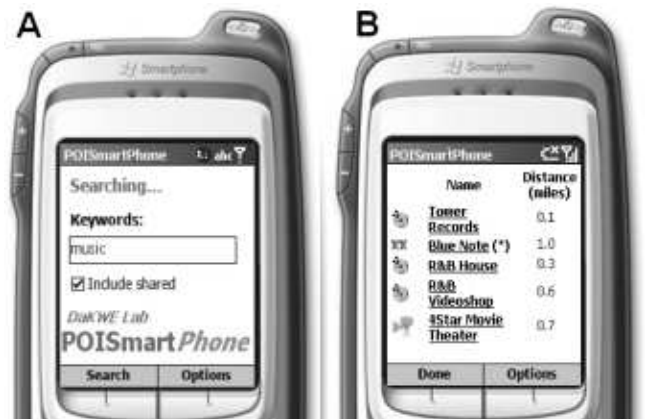 A
Smartphone
POISmartPhone abc
Searching...
Keywords:
music
Include shared
DaKWE Lab
POISmartPhone
Search Options
B
Smartphone
POISmartPhone
Name Distance
(miles)
Tower
Records 0.1
Blue Note (*) 1.0
R&B House 0.3
R&B
Videoshop 0.6
4Star Movie
Theater 0.7
Done Options